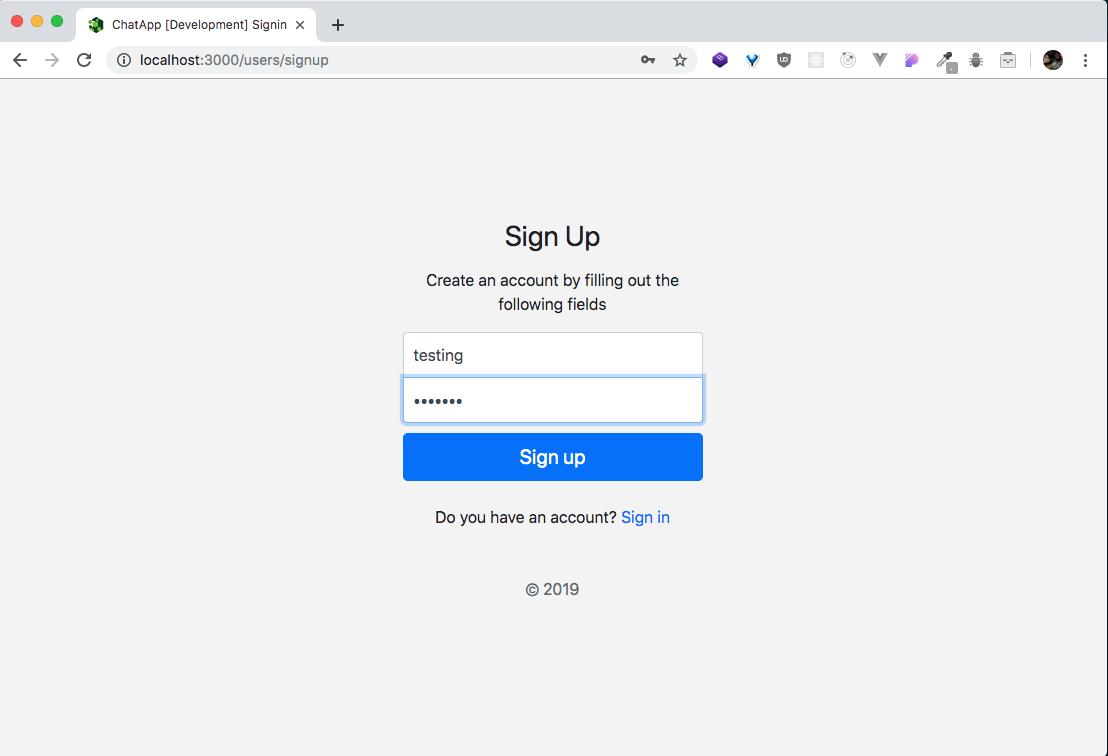 ChatApp [Development] Signin
localhost:3000/users/signup
Sign Up
Create an account by filling out the
following fields
testing
•••••••
Sign up
Do you have an account? Sign in
© 2019